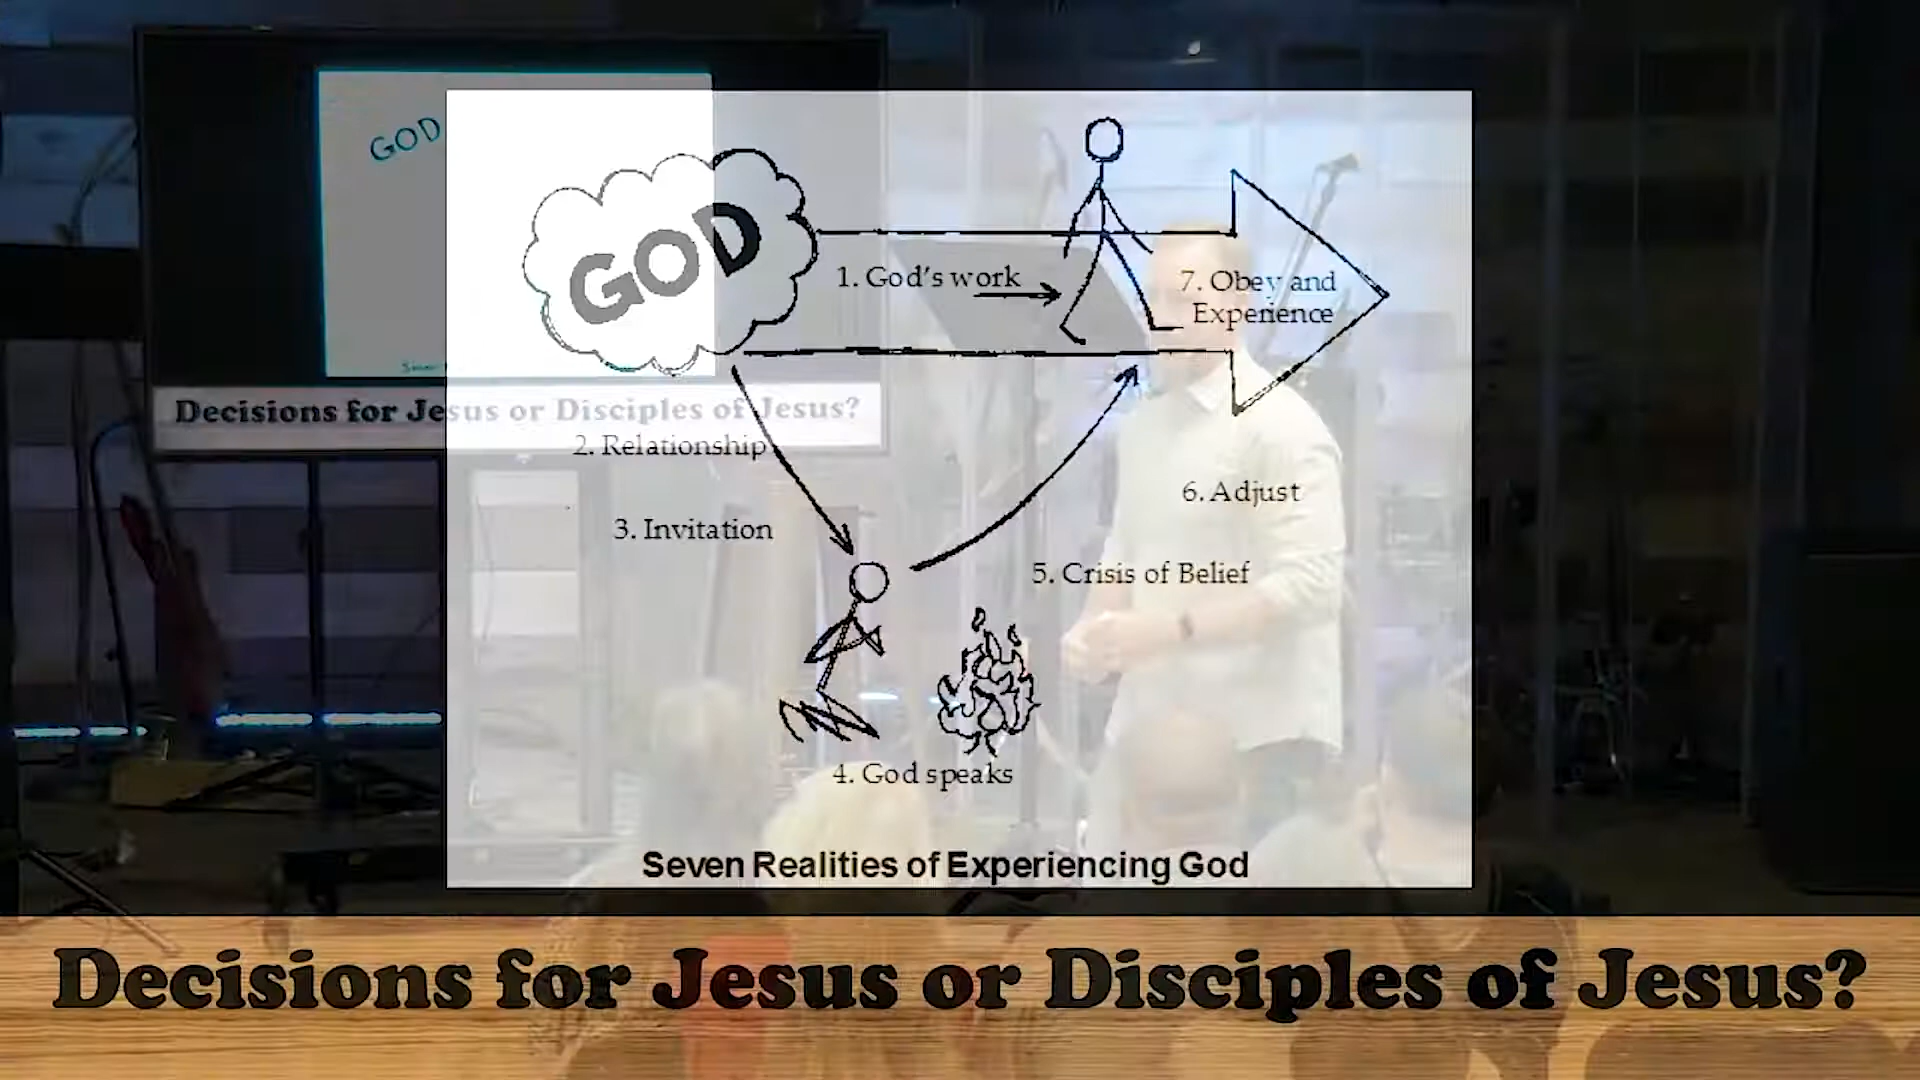 GOD
Decisions for Jesus or Disciples of Jesus?
GOD
1. God's work
7. Obey and
Experience
2. Relationship
3. Invitation
6. Adjust
5. Crisis of Belief
4. God speaks
Seven Realities of Experiencing God
Decisions for Jesus or Disciples of Jesus?